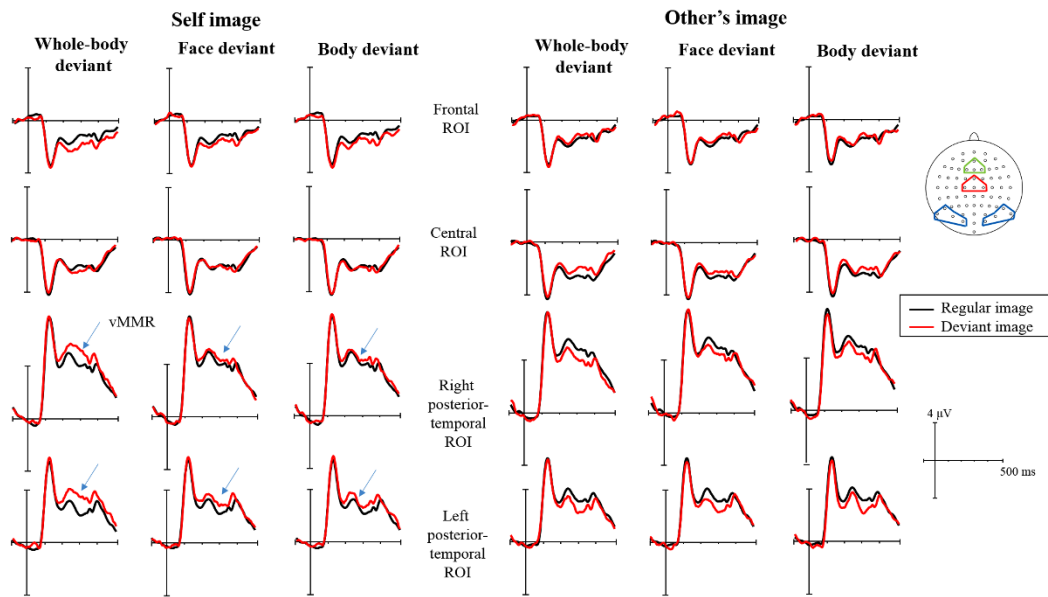 Self image
Other's image
Whole-body
deviant
Face deviant
Body deviant
Whole-body
deviant
Face deviant
Body deviant
Frontal
ROI
Central
ROI
vMMR
Regular image
Deviant image
Right
posterior-
temporal
ROI
4 µV
500 ms
Left
posterior-
temporal
ROI